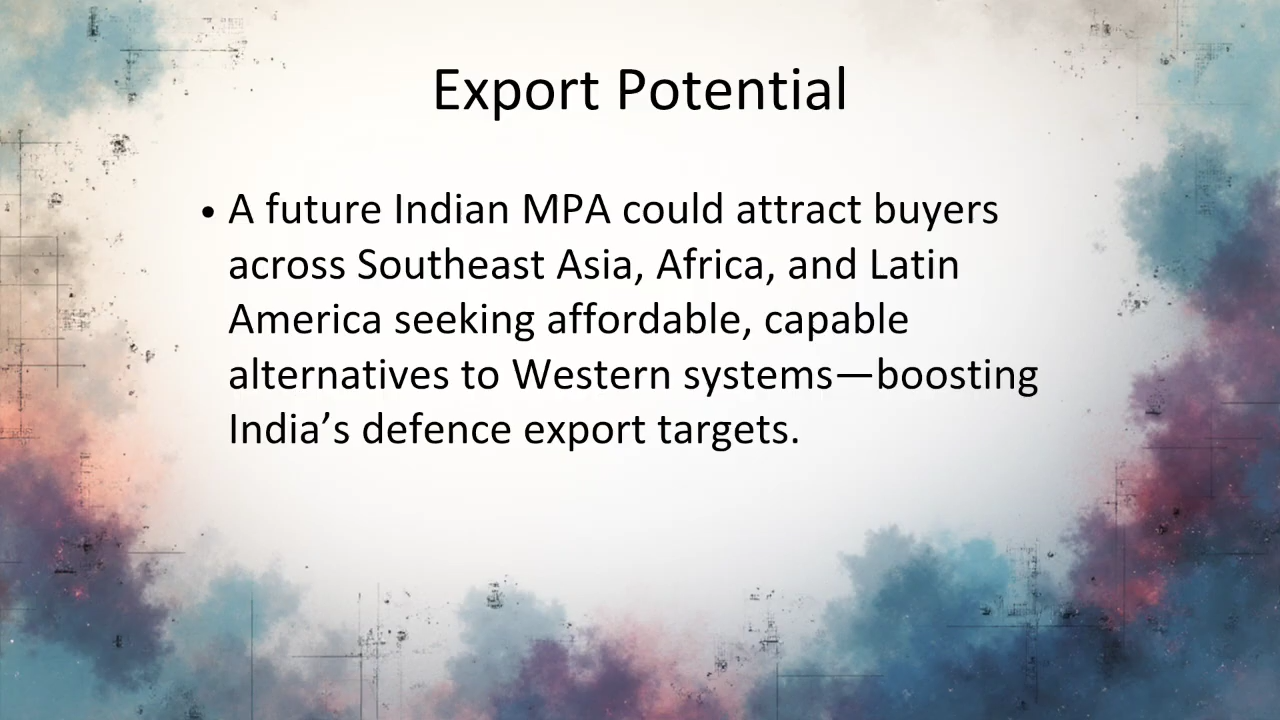 Export Potential
• A future Indian MPA could attract buyers
across Southeast Asia, Africa, and Latin
America seeking affordable, capable
alternatives to Western systems—boosting
India’s defence export targets.